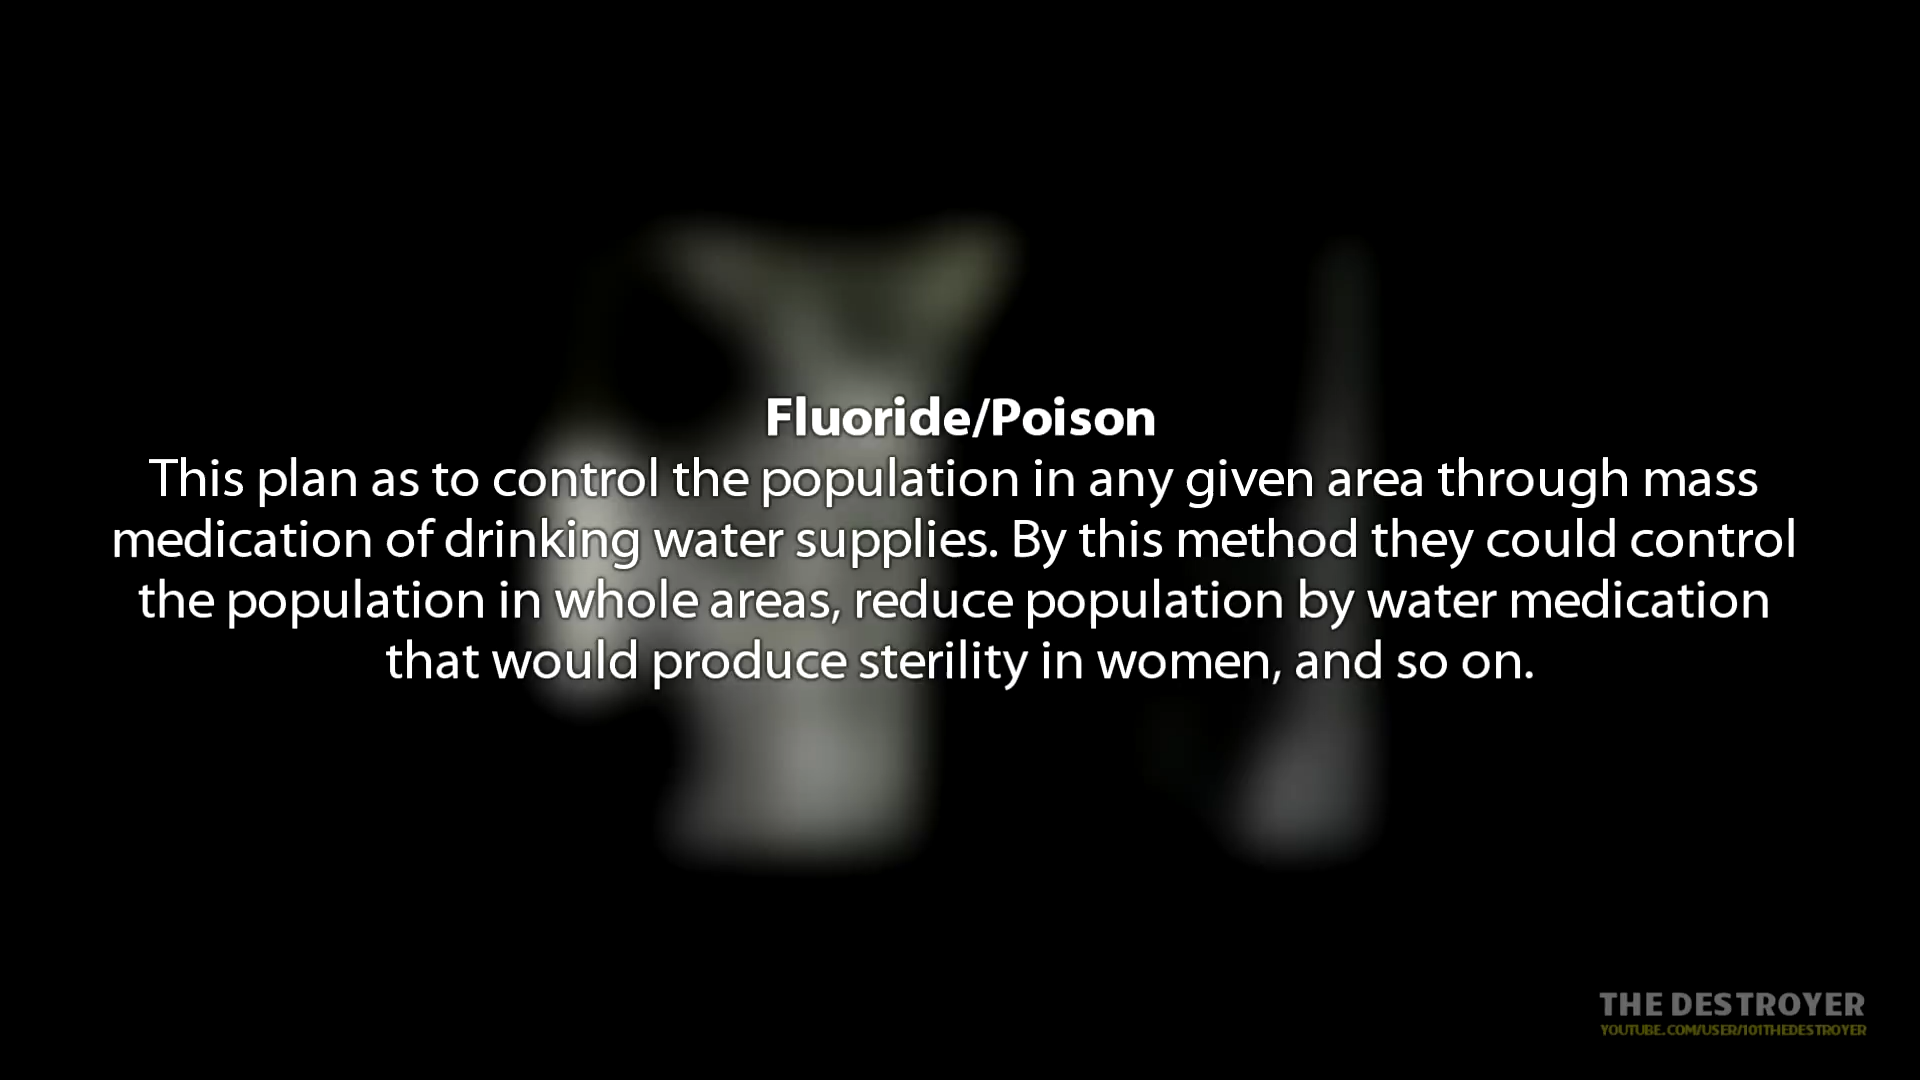 Fluoride/Poison
This plan as to control the population in any given area through mass
medication of drinking water supplies. By this method they could control
the population in whole areas, reduce population by water medication
that would produce sterility in women, and so on.
THE DESTROYER
YOUTUBE.COM/USER/101THEDESTROYER